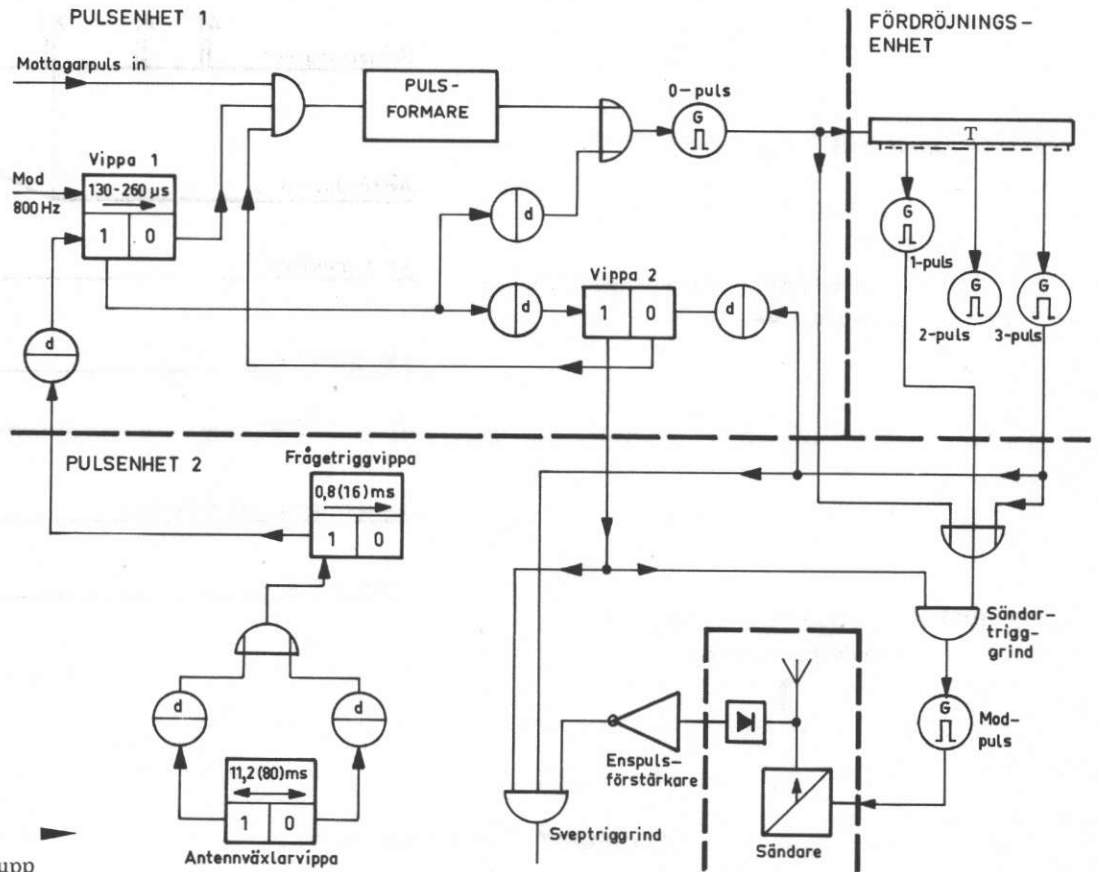 PULSENHET 1
FÖRDRÖJNINGS-
ENHET
Mottagarpuls in
PULS-
FORMARE
0-puls
G
T
Vippa 1
Mod
800 Hz
130-260 µs
1 0
d
G
1-puls
Vippa 2
d
1 0
d
G
2-puls
G
3-puls
d
PULSENHET 2
Frågetriggvippa
0,8(16)ms
1 0
Sändar-
trigg-
grind
d
d
G
Mod-
puls
Enspuls-
förstärkare
11,2(80)ms
1 0
Antennväxlarvippa
Sveptriggrind
Sändare
upp